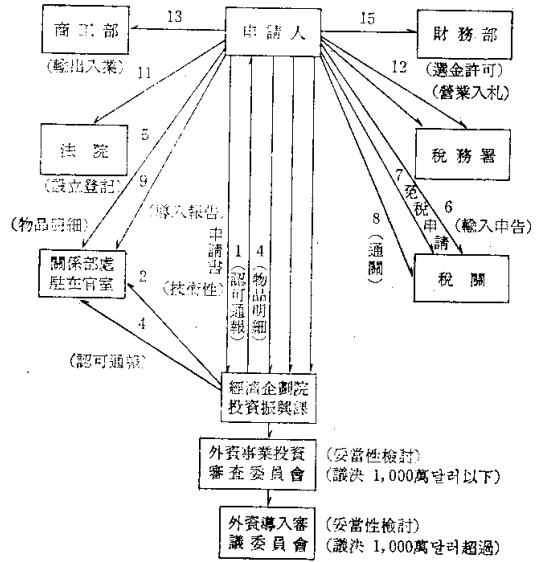 13
15
商工部
申請人
財務部
(輸出入業)
(送金許可)
11
12
(營業入札)
5
法院
稅務署
(設立登記)
9
7
6
(物品明細)
(導入報告)
免稅申請
(輸入申告)
8
(通關)
關係部處
駐在官室
2
(技術性)
申請書
1
(認可通報)
4
(物品明細)
稅關
4
(認可通報)
經濟企劃院
投資振興課
外資事業投資
審査委員會
(妥當性檢討)
(議決 1,000萬달러以下)
外資導入審
議委員會
(妥當性檢討)
(議決 1,000萬달러超過)